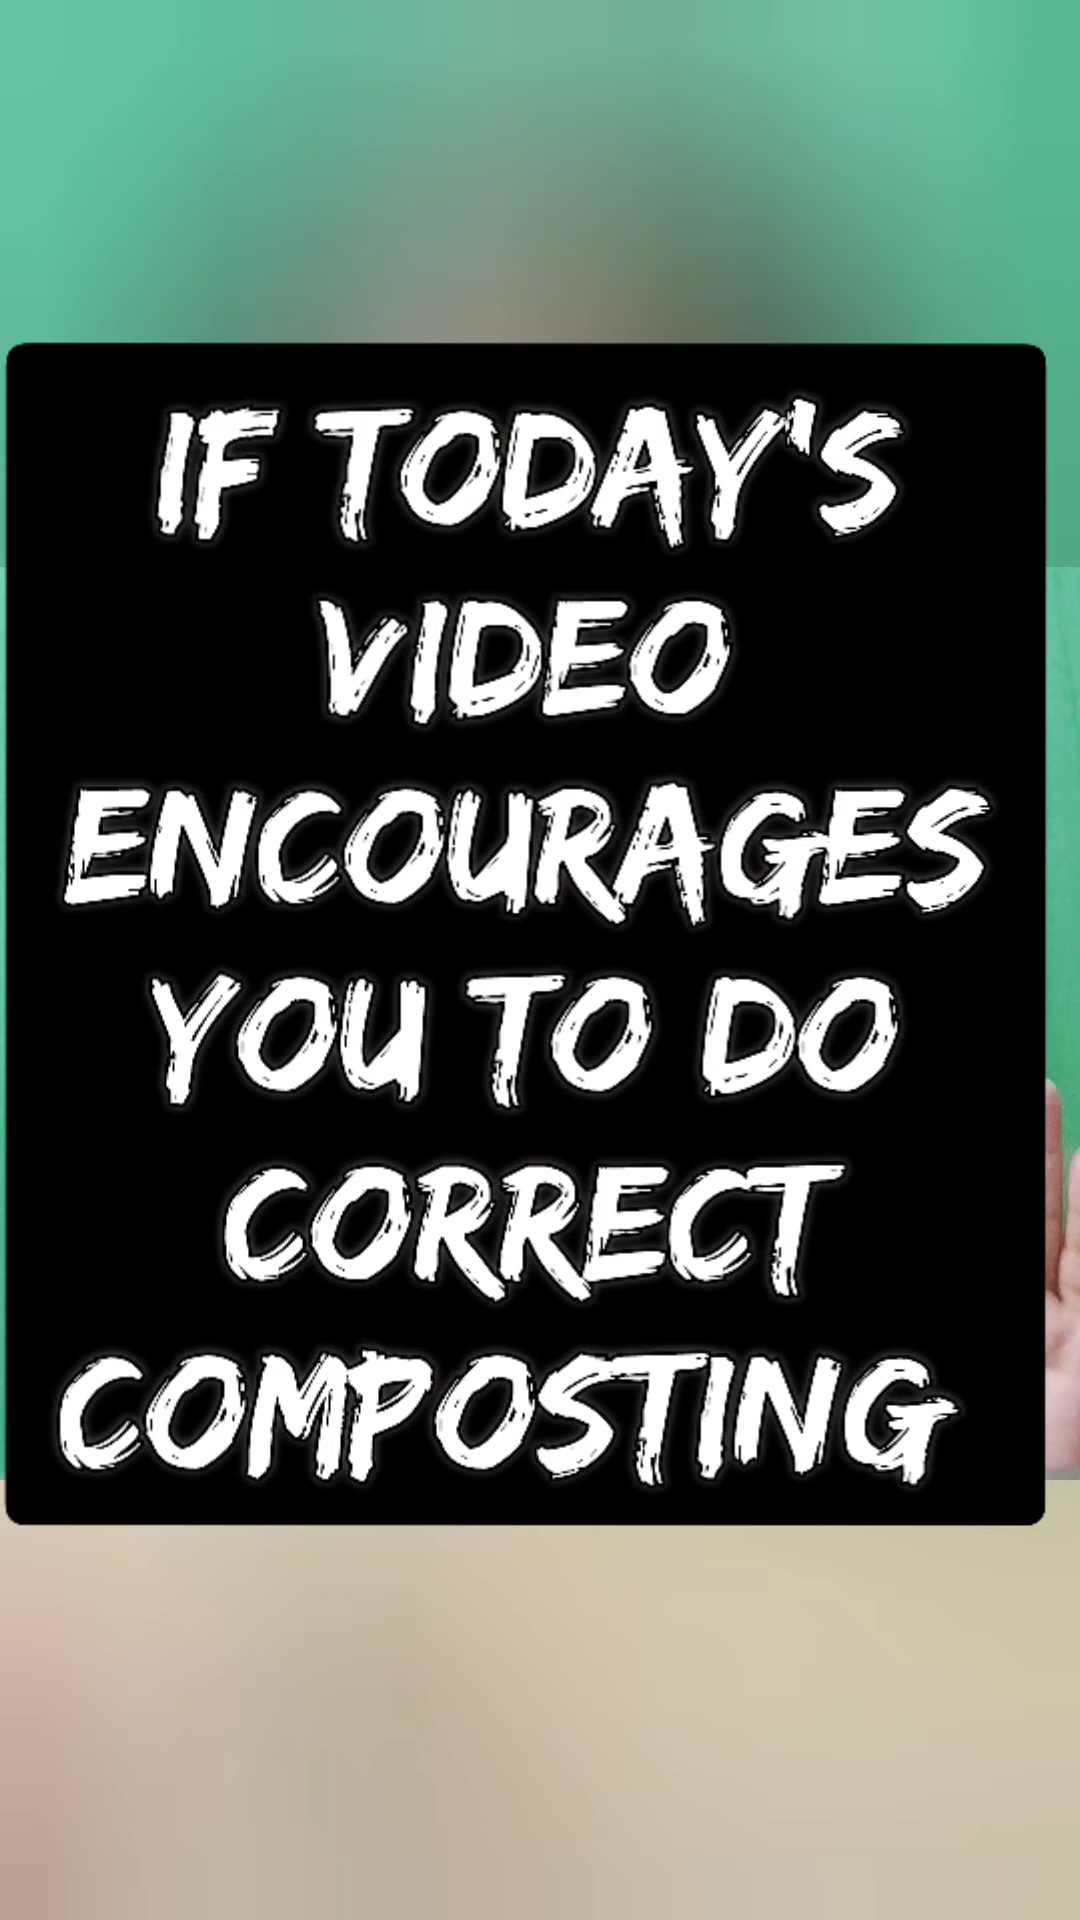 IF TODAY'S
VIDEO
ENCOURAGES
YOU TO DO
CORRECT
COMPOSTING